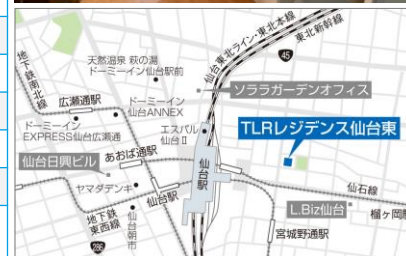 仙台東北ライン・東北本線
東北新幹線
45
地下鉄南北線
天然温泉 萩の湯
ドーミーイン仙台駅前
ソララガーデンオフィス
広瀬通駅
ドーミーイン
仙台ANNEX
ドーミーイン
EXPRESS仙台広瀬通
エスパル
仙台Ⅱ
TLRレジデンス仙台東
仙台日興ビル
あおば通駅
仙台駅
ヤマダデンキ
仙台駅
仙石線
地下鉄
東西線
仙台朝市
L.Biz仙台
榴ヶ岡
286
宮城野通駅